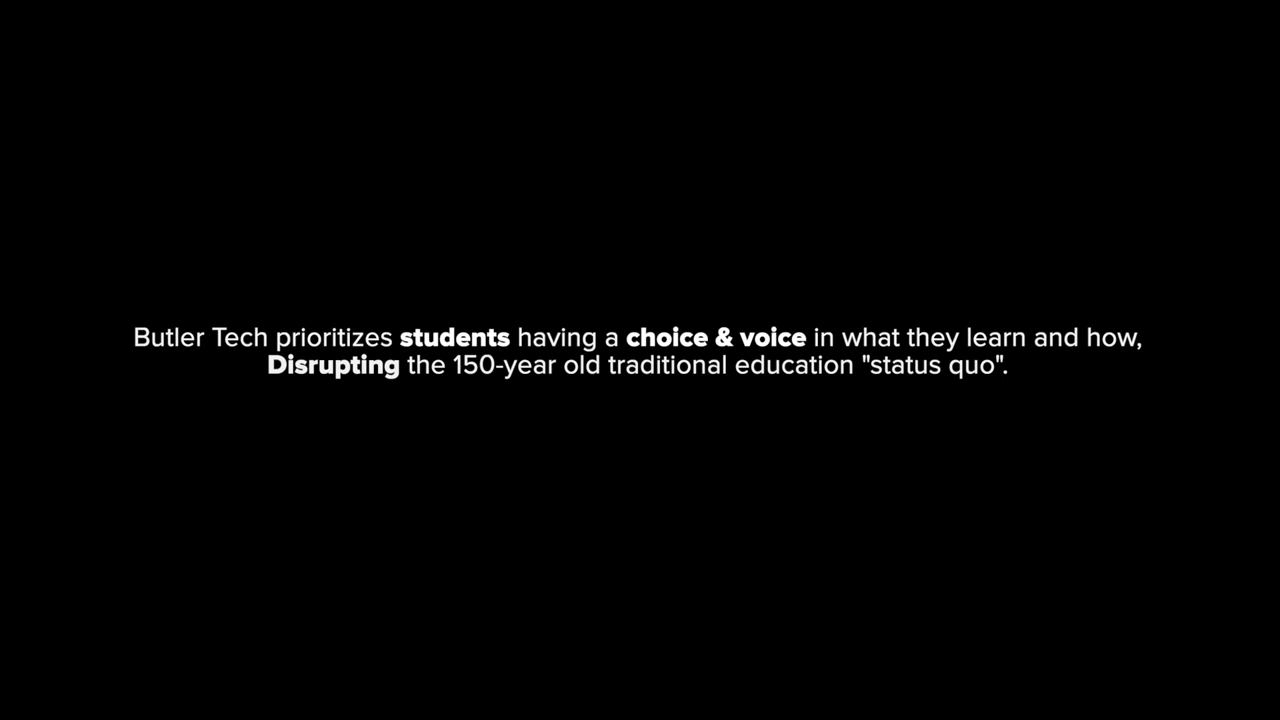 Butler Tech prioritizes students having a choice & voice in what they learn and how,
Disrupting the 150-year old traditional education "status quo".